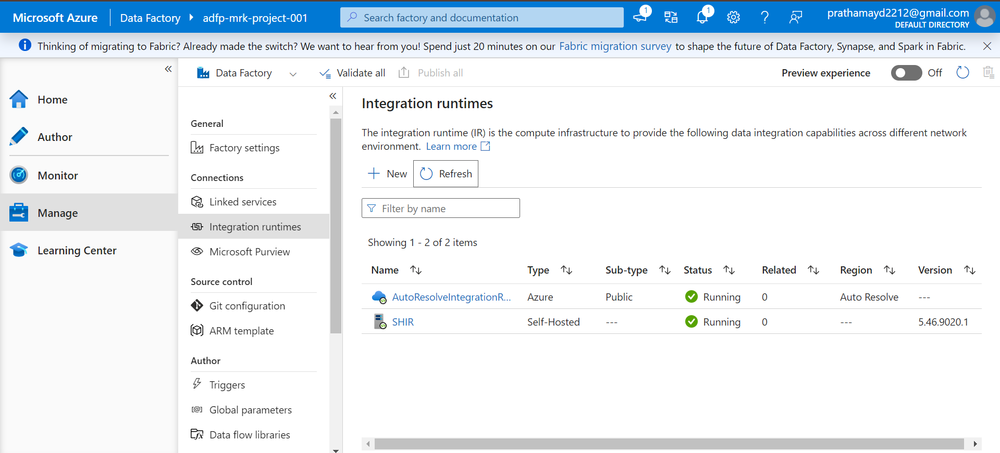 Microsoft Azure
Data Factory
adfp-mrk-project-001
Search factory and documentation
1
1
prathamayd2212@gmail.com
DEFAULT DIRECTORY
Thinking of migrating to Fabric? Already made the switch? We want to hear from you! Spend just 20 minutes on our Fabric migration survey to shape the future of Data Factory, Synapse, and Spark in Fabric.
Data Factory
Validate all
Publish all
Preview experience
Off
Home
Author
Monitor
Manage
Learning Center
General
Factory settings
Connections
Linked services
Integration runtimes
Microsoft Purview
Source control
Git configuration
ARM template
Author
Triggers
Global parameters
Data flow libraries
Integration runtimes
The integration runtime (IR) is the compute infrastructure to provide the following data integration capabilities across different network
environment. Learn more
New
Refresh
Filter by name
Showing 1 - 2 of 2 items
Name Type Sub-type Status Related Region Version
AutoResolveIntegrationR... Azure Public Running 0 Auto Resolve ---
SHIR Self-Hosted --- Running 0 --- 5.46.9020.1